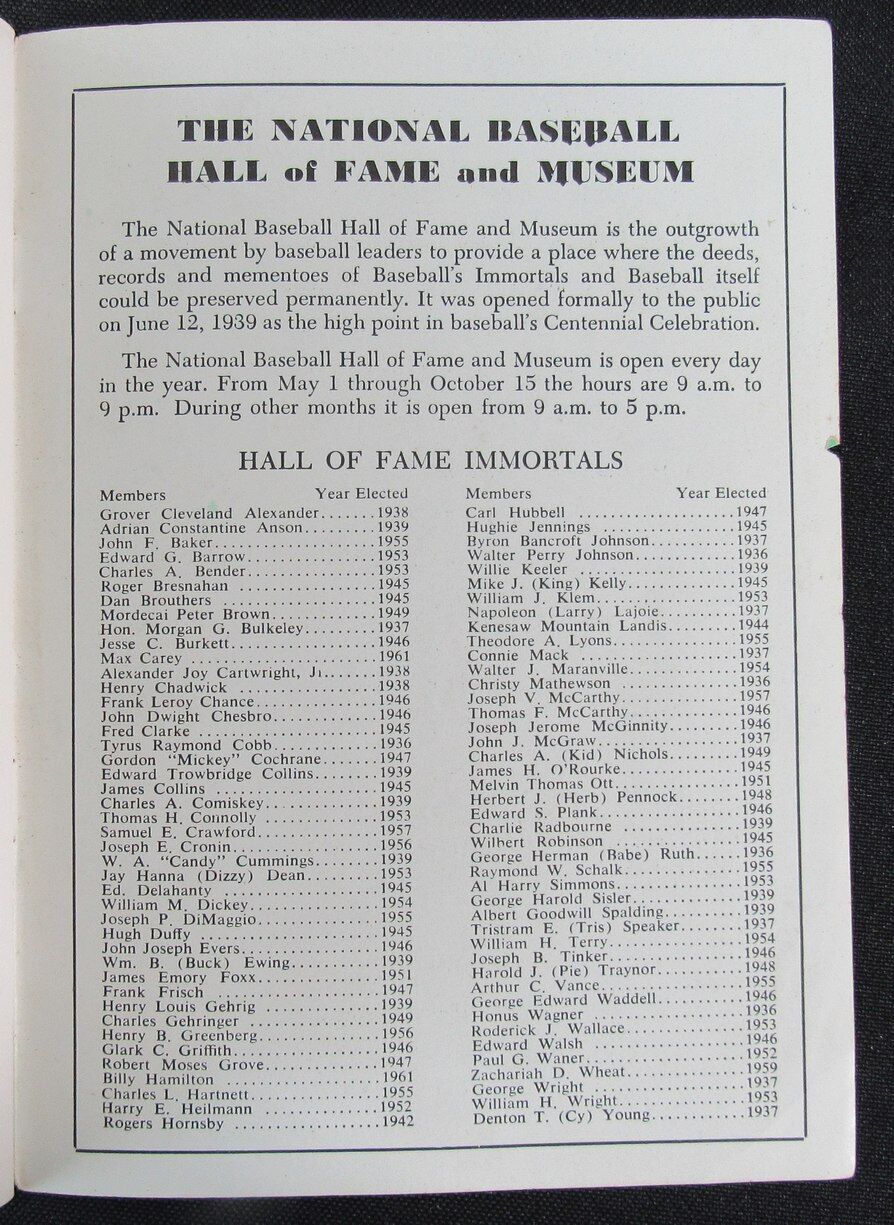 THE NATIONAL BASEBALL
HALL of FAME and MUSEUM
The National Baseball Hall of Fame and Museum is the outgrowth
of a movement by baseball leaders to provide a place where the deeds,
records and mementoes of Baseball's Immortals and Baseball itself
could be preserved permanently. It was opened formally to the public
on June 12, 1939 as the high point in baseball's Centennial Celebration.
The National Baseball Hall of Fame and Museum is open every day
in the year. From May 1 through October 15 the hours are 9 a.m. to
9 p.m. During other months it is open from 9 a.m. to 5 p.m.
HALL OF FAME IMMORTALS
Members Year Elected
Grover Cleveland Alexander.......1938
Adrian Constantine Anson.........1939
John F. Baker....................1955
Edward G. Barrow.................1953
Charles A. Bender................1953
Roger Bresnahan .................1945
Dan Brouthers ...................1945
Mordecai Peter Brown.............1949
Hon. Morgan G. Bulkeley..........1937
Jesse C. Burkett.................1946
Max Carey .......................1961
Alexander Joy Cartwright, Jr.....1938
Henry Chadwick ..................1938
Frank Leroy Chance...............1946
John Dwight Chesbro..............1946
Fred Clarke .....................1945
Tyrus Raymond Cobb...............1936
Gordon "Mickey" Cochrane.........1947
Edward Trowbridge Collins........1939
James Collins ...................1945
Charles A. Comiskey..............1939
Thomas H. Connolly ..............1953
Samuel E. Crawford...............1957
Joseph E. Cronin.................1956
W. A. "Candy" Cummings...........1939
Jay Hanna (Dizzy) Dean...........1953
Ed. Delahanty ...................1945
William M. Dickey................1954
Joseph P. DiMaggio...............1955
Hugh Duffy ......................1945
John Joseph Evers................1946
Wm. B. (Buck) Ewing..............1939
James Emory Foxx.................1951
Frank Frisch ....................1947
Henry Louis Gehrig ..............1939
Charles Gehringer ...............1949
Henry B. Greenberg...............1956
Glark C. Griffith................1946
Robert Moses Grove...............1947
Billy Hamilton ..................1961
Charles L. Hartnett..............1955
Harry E. Heilmann ...............1952
Rogers Hornsby ..................1942
Members Year Elected
Carl Hubbell ....................1947
Hughie Jennings .................1945
Byron Bancroft Johnson...........1937
Walter Perry Johnson.............1936
Willie Keeler ...................1939
Mike J. (King) Kelly.............1945
William J. Klem..................1953
Napoleon (Larry) Lajoie..........1937
Kenesaw Mountain Landis..........1944
Theodore A. Lyons................1955
Connie Mack .....................1937
Walter J. Maranville.............1954
Christy Mathewson ...............1936
Joseph V. McCarthy...............1957
Thomas F. McCarthy...............1946
Joseph Jerome McGinnity..........1946
John J. McGraw...................1937
Charles A. (Kid) Nichols.........1949
James H. O'Rourke................1945
Melvin Thomas Ott................1951
Herbert J. (Herb) Pennock........1948
Edward S. Plank..................1946
Charlie Radbourne ...............1939
Wilbert Robinson ................1945
George Herman (Babe) Ruth........1936
Raymond W. Schalk................1955
Al Harry Simmons.................1953
George Harold Sisler.............1939
Albert Goodwill Spalding.........1939
Tristram E. (Tris) Speaker.......1937
William H. Terry.................1954
Joseph B. Tinker.................1946
Harold J. (Pie) Traynor..........1948
Arthur C. Vance..................1955
George Edward Waddell............1946
Honus Wagner ....................1936
Roderick J. Wallace..............1953
Edward Walsh ....................1946
Paul G. Waner....................1952
Zachariah D. Wheat...............1959
George Wright ...................1937
William H. Wright................1953
Denton T. (Cy) Young.............1937